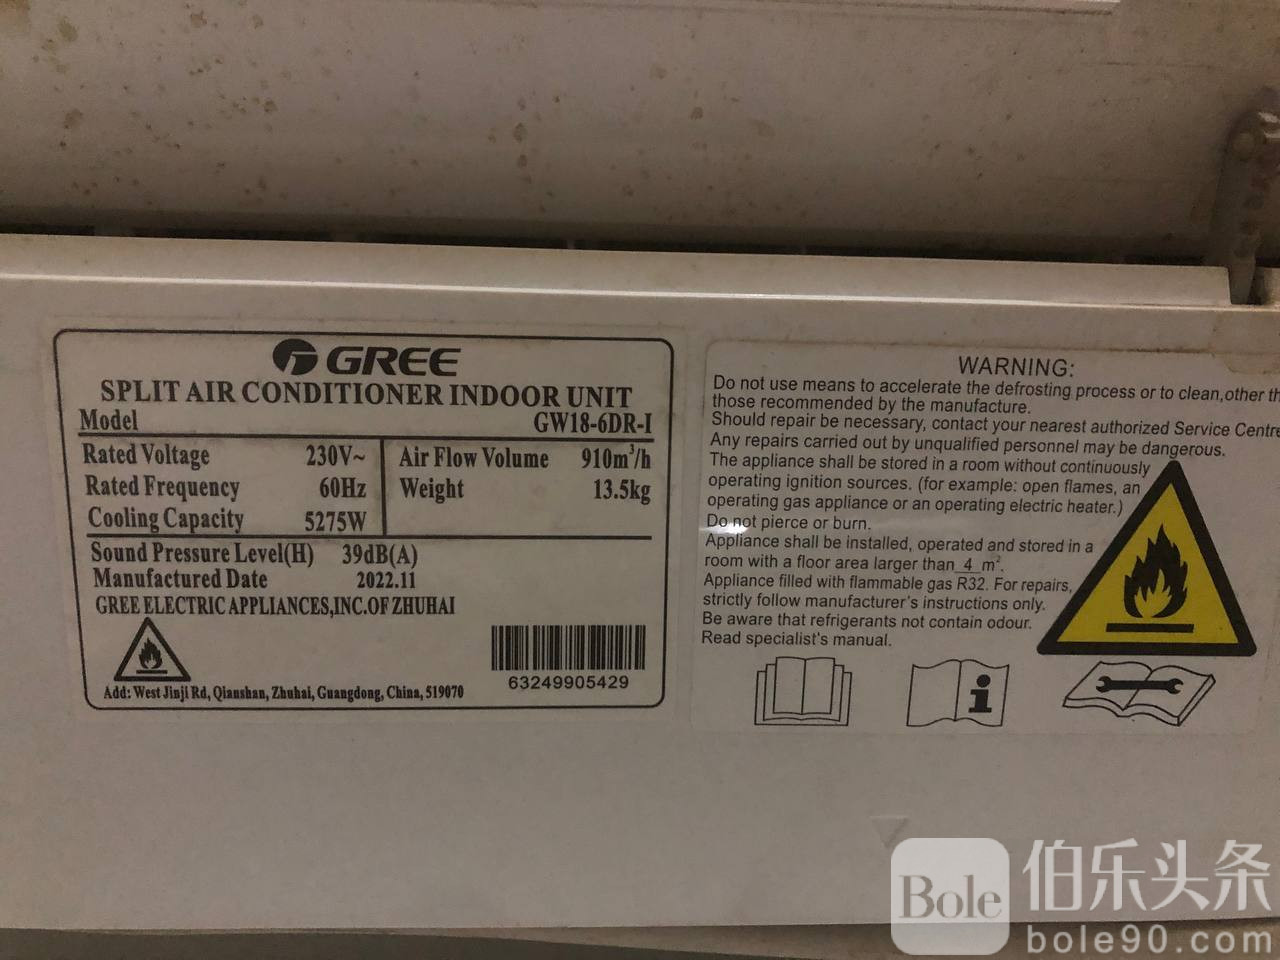 GREE
SPLIT AIR CONDITIONER INDOOR UNIT
Model GW18-6DR-I
Rated Voltage 230V~
Rated Frequency 60Hz
Cooling Capacity 5275W
Air Flow Volume 910m³/h
Weight 13.5kg
Sound Pressure Level(H) 39dB(A)
Manufactured Date 2022.11
GREE ELECTRIC APPLIANCES,INC.OF ZHUHAI
63249905429
Add: West Jinji Rd, Qianshan, Zhuhai, Guangdong, China, 519070
WARNING:
Do not use means to accelerate the defrosting process or to clean,other
those recommended by the manufacture.
Should repair be necessary, contact your nearest authorized Service Centre
Any repairs carried out by unqualified personnel may be dangerous.
The appliance shall be stored in a room without continuously
operating ignition sources. (for example: open flames, an
operating gas appliance or an operating electric heater.)
Do not pierce or burn.
Appliance shall be installed, operated and stored in a
room with a floor area larger than 4 m².
Appliance filled with flammable gas R32. For repairs,
strictly follow manufacturer's instructions only.
Be aware that refrigerants not contain odour.
Read specialist's manual.
Bole 伯乐头条
bole90.com